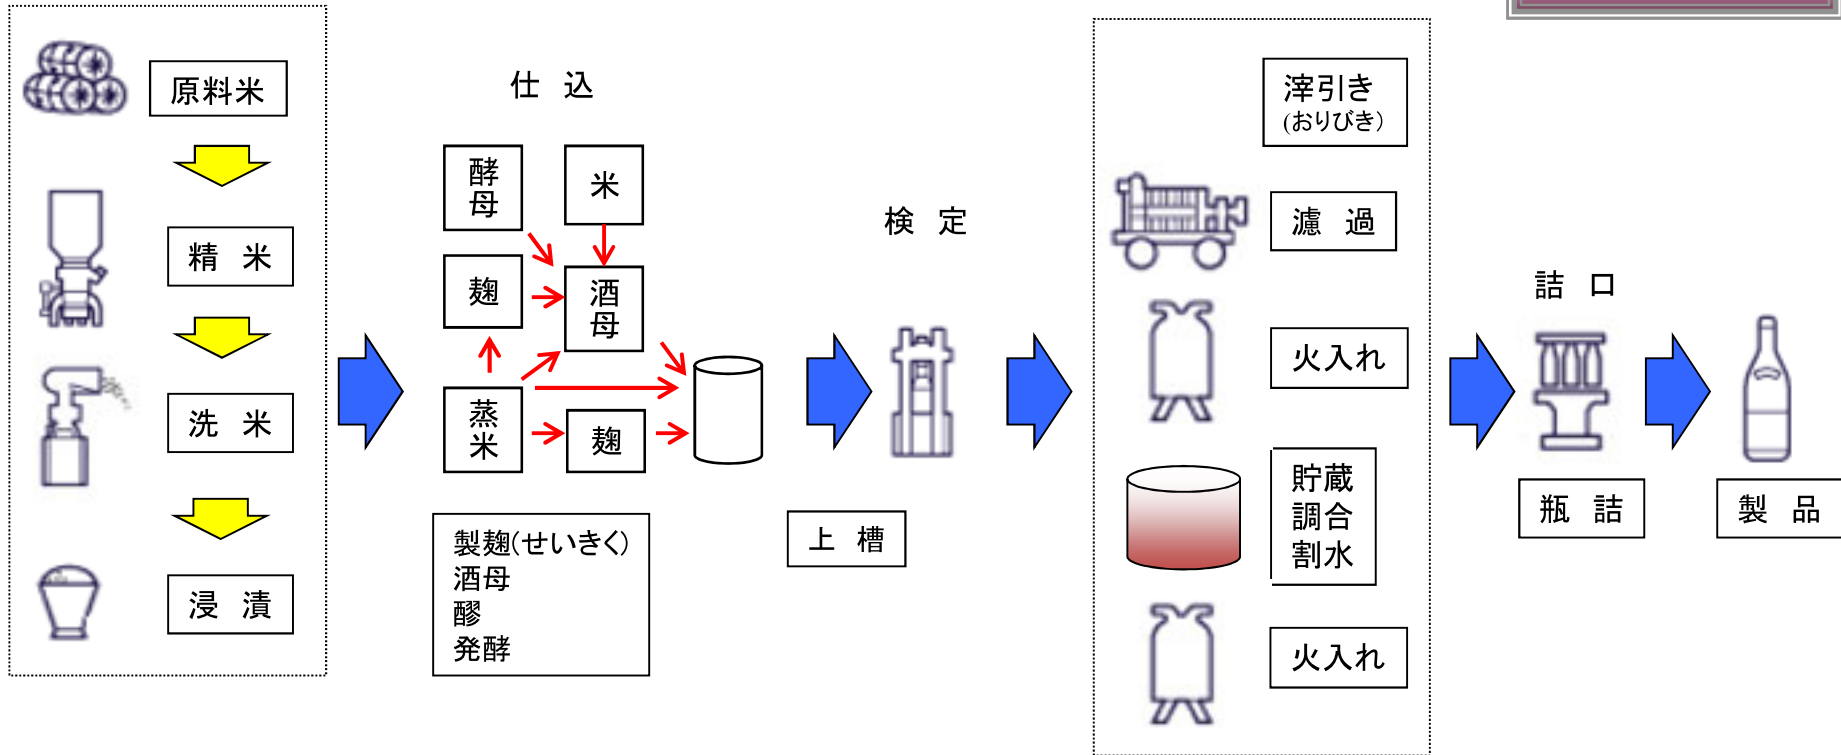 原料米
精 米
洗 米
浸 漬
仕 込
酵
母
米
麹
酒
母
蒸
米
麹
製麹(せいきく)
酒母
醪
発酵
検 定
上 槽
滓引き
(おりびき)
濾 過
火入れ
貯蔵
調合
割水
火入れ
詰 口
瓶 詰
製 品